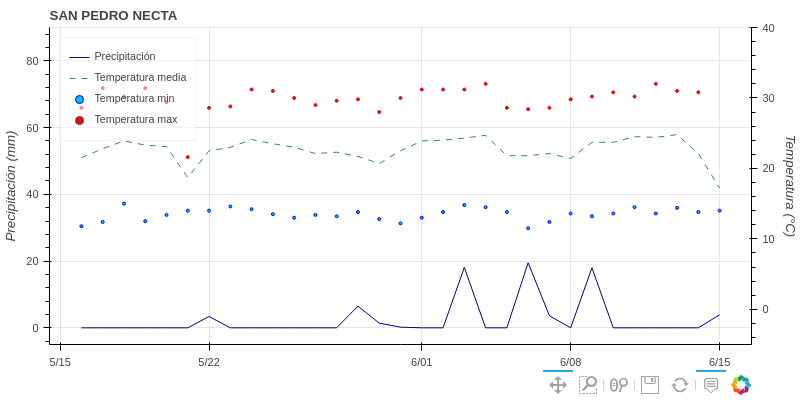 SAN PEDRO NECTA
Precipitación
Temperatura media
Temperatura min
Temperatura max
Precipitación (mm)
80
60
40
20
0
Temperatura (°C)
40
30
20
10
0
5/15
5/22
6/01
6/08
6/15